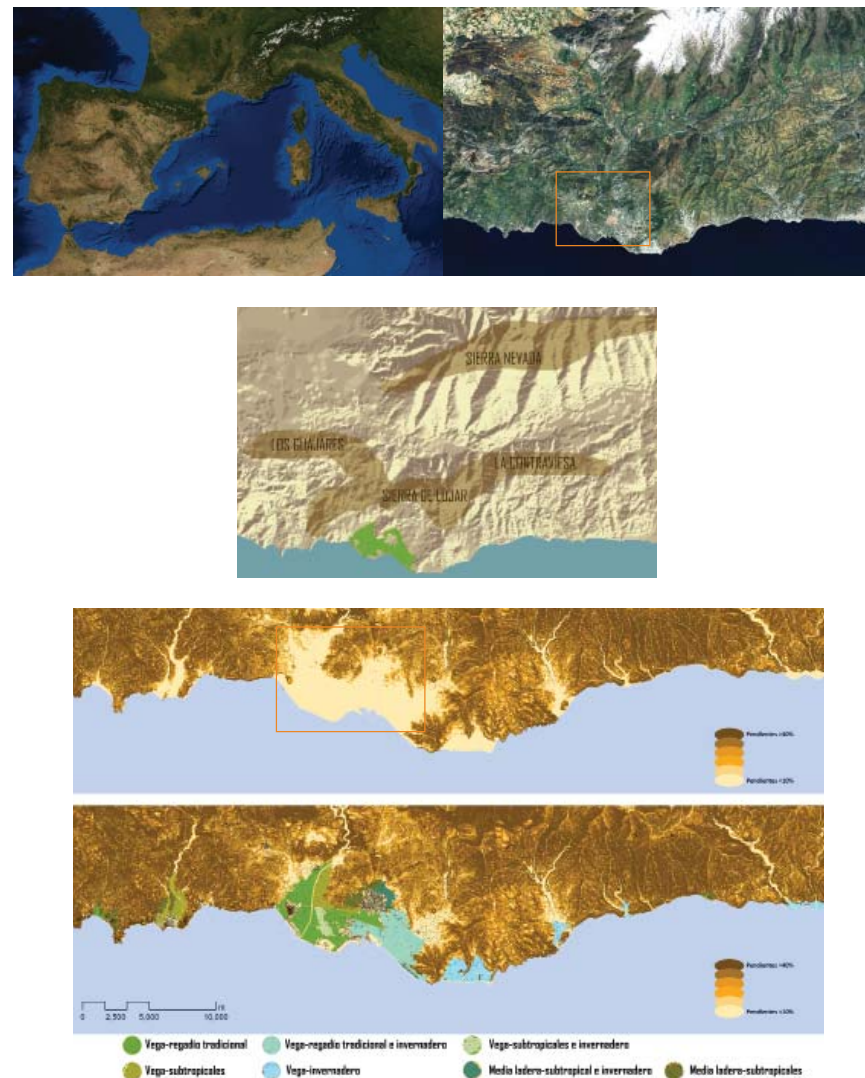 SIERRA NEVADA
LOS GUAJARES
LA CONTRAVIESA
SIERRA DE LUJAR
Pendientes
Pendientes <10%
Pendientes >40%
Pendientes <10%
0 2,500 5,000 10,000
Vega-regadío tradicional Vega-regadío tradicional e invernadero Vega-subtropicales e invernadero
Vega-subtropicales Vega-invernadero Media ladera-subtropical e invernadero Media ladera-subtropicales